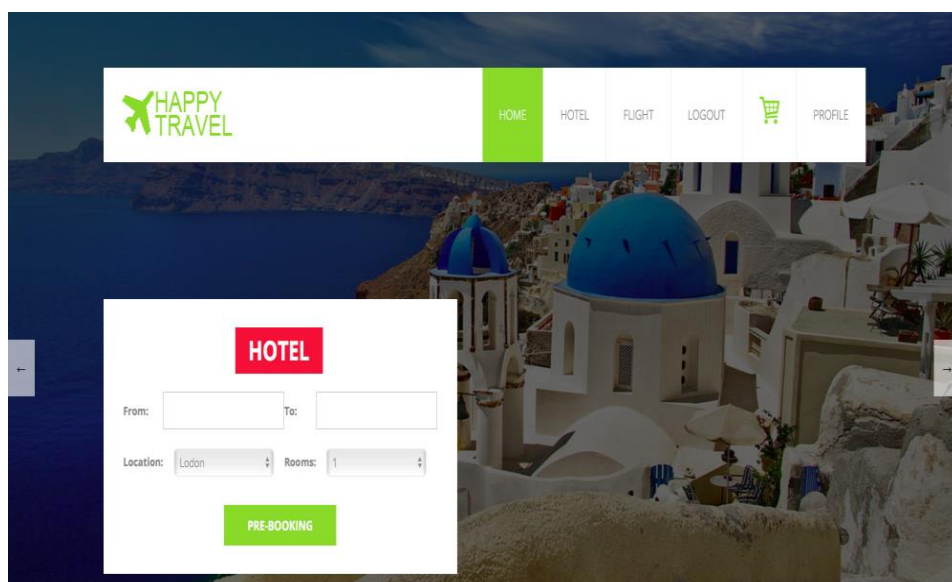 HAPPY
TRAVEL
HOME HOTEL FLIGHT LOGOUT PROFILE
HOTEL
From: To:
Location: Lodon Rooms: 1
PRE-BOOKING
← →